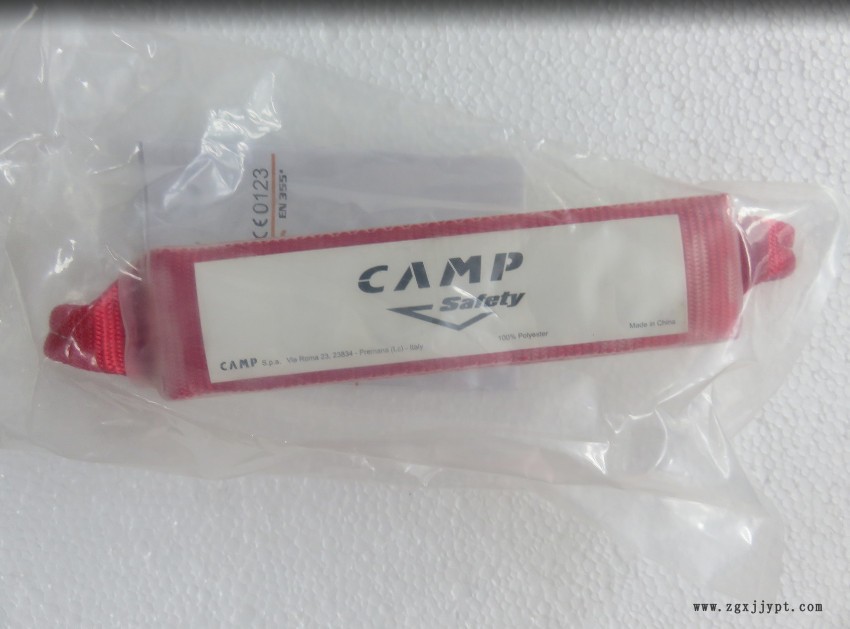 CE0123
EN 355
CAMP
Safety
CAMP S.p.a. Via Roma 23, 23834 - Premana (Lc) - Italy
100% Polyester
Made in China
www.zgxjjypt.com